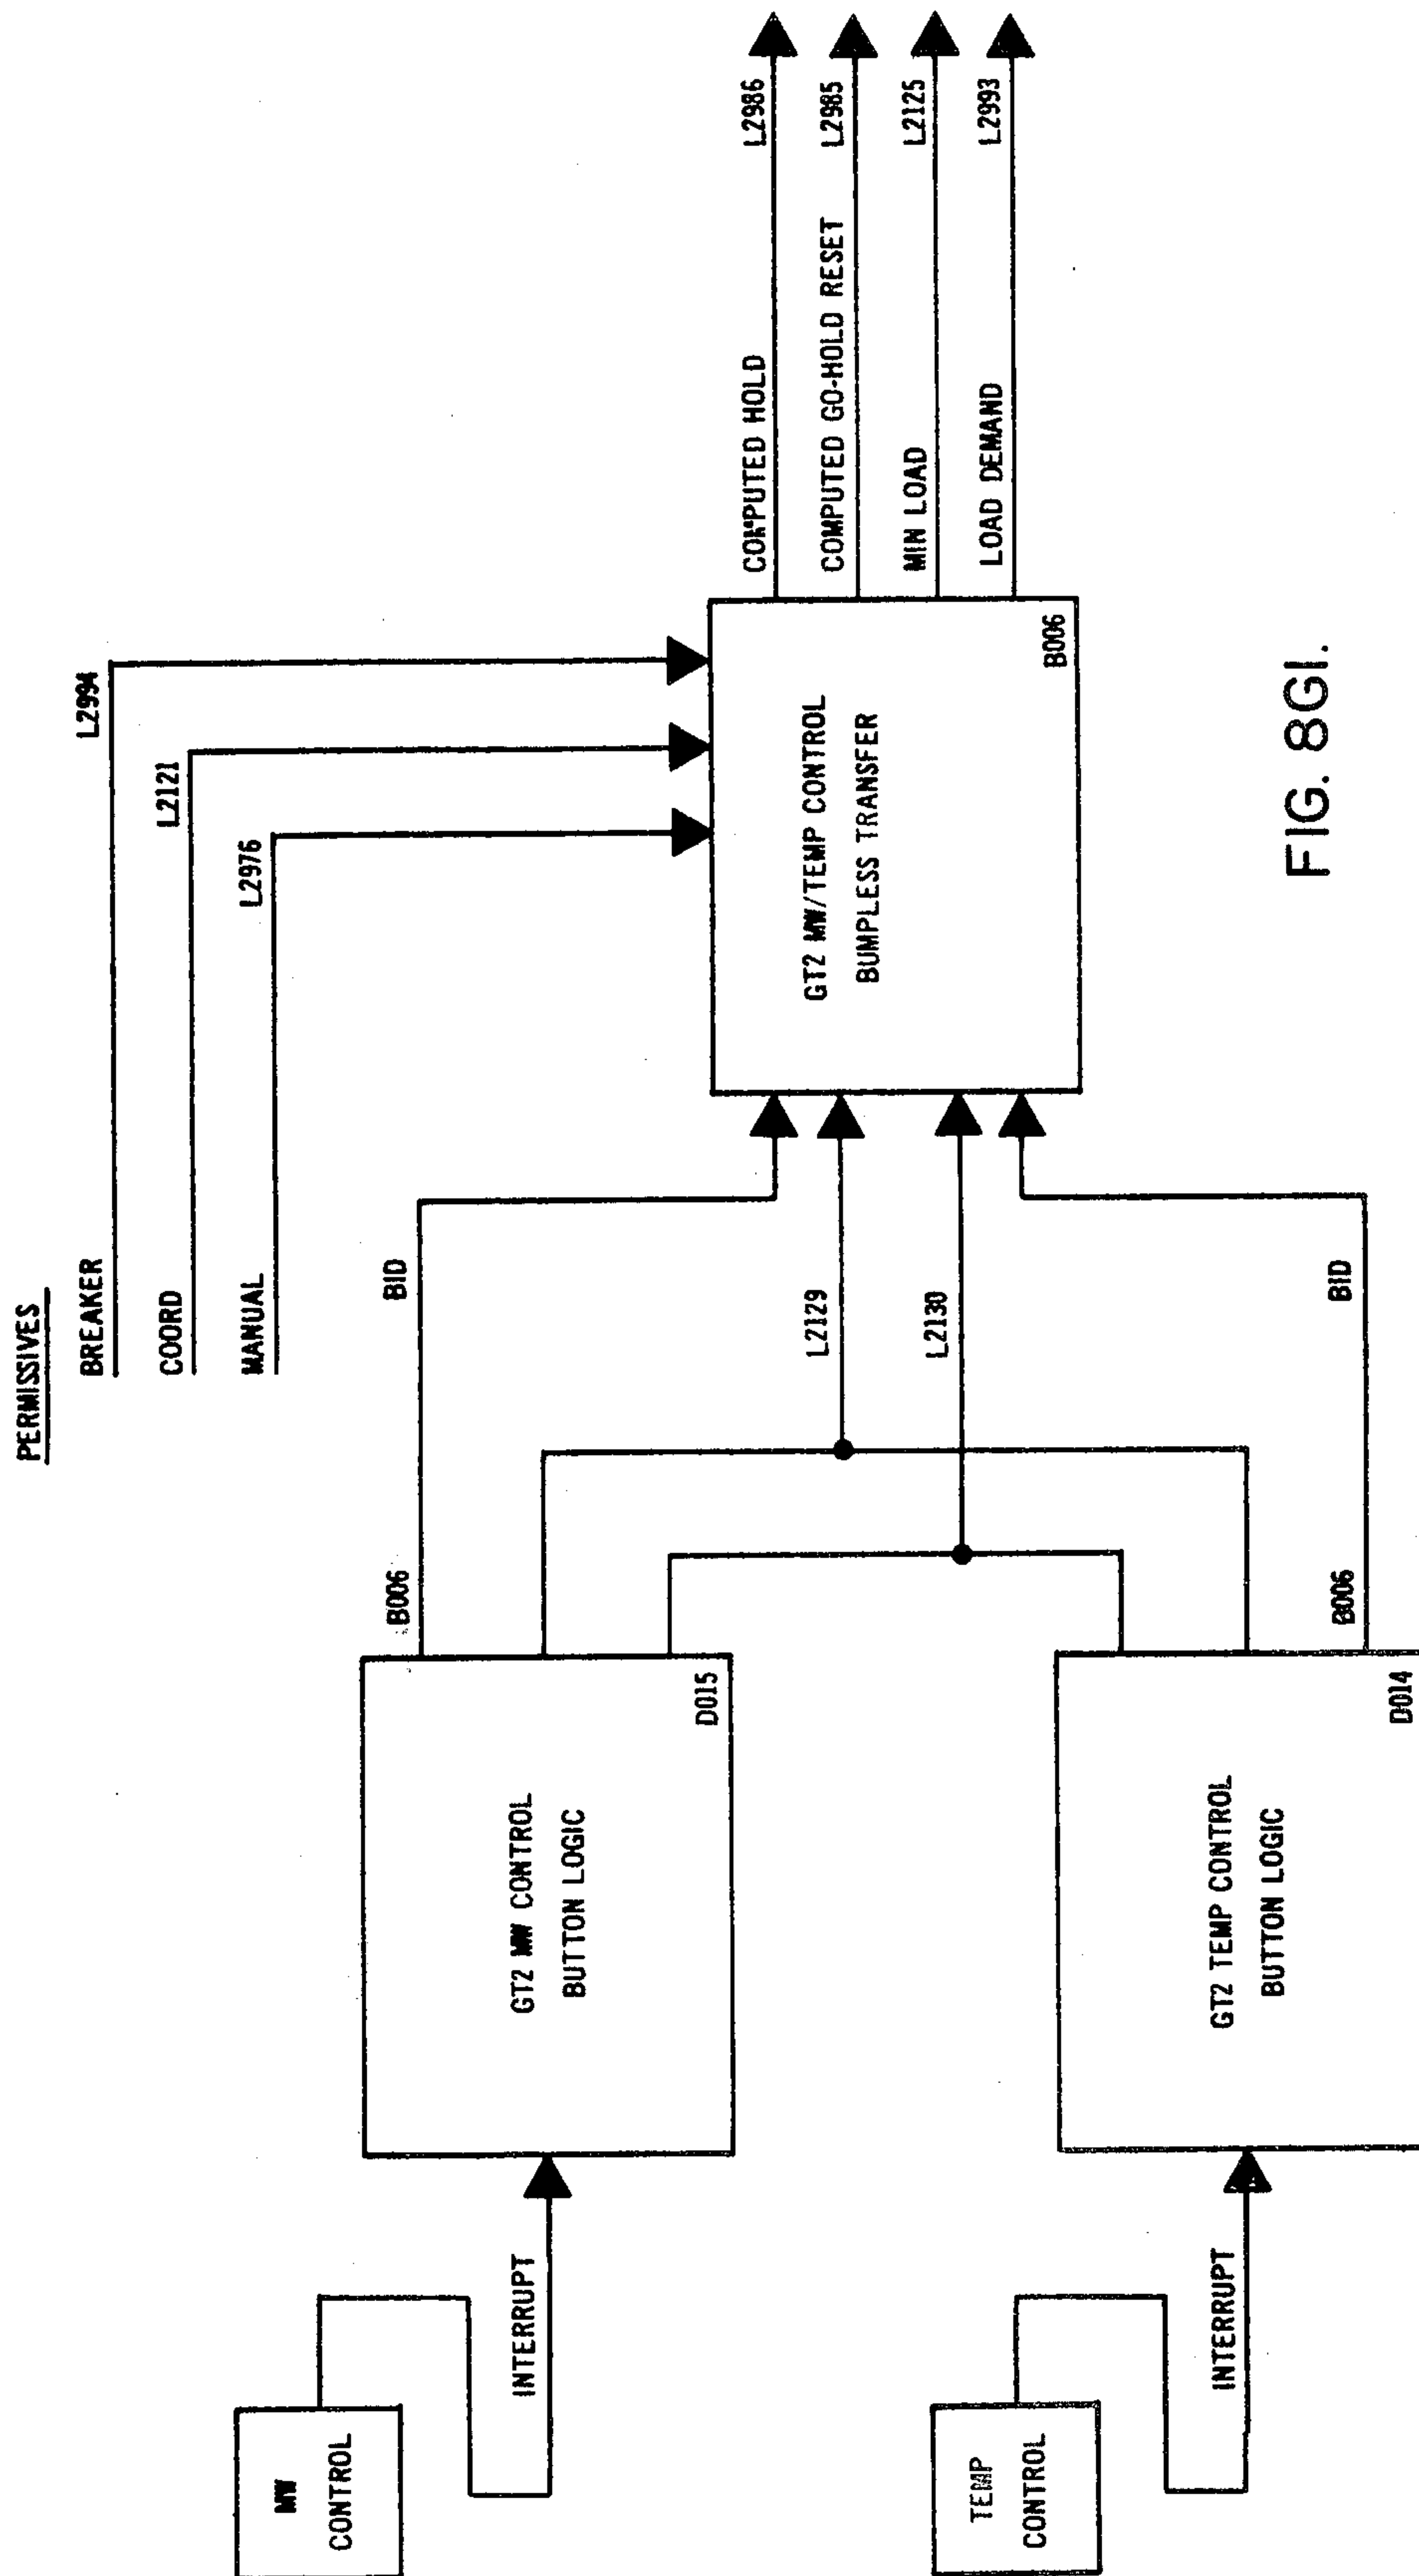 PERMISSIVES
BREAKER
L2994
COORD
L2121
MANUAL
L2976
MW
CONTROL
INTERRUPT
GT2 MW CONTROL
BUTTON LOGIC
D015
B006
BID
L2129
L2130
TEMP
CONTROL
INTERRUPT
GT2 TEMP CONTROL
BUTTON LOGIC
D014
B006
BID
GT2 MW/TEMP CONTROL
BUMPLESS TRANSFER
B006
COMPUTED HOLD
L2986
COMPUTED GO-HOLD RESET
L2985
MIN LOAD
L2125
LOAD DEMAND
L2993
FIG. 8GI.